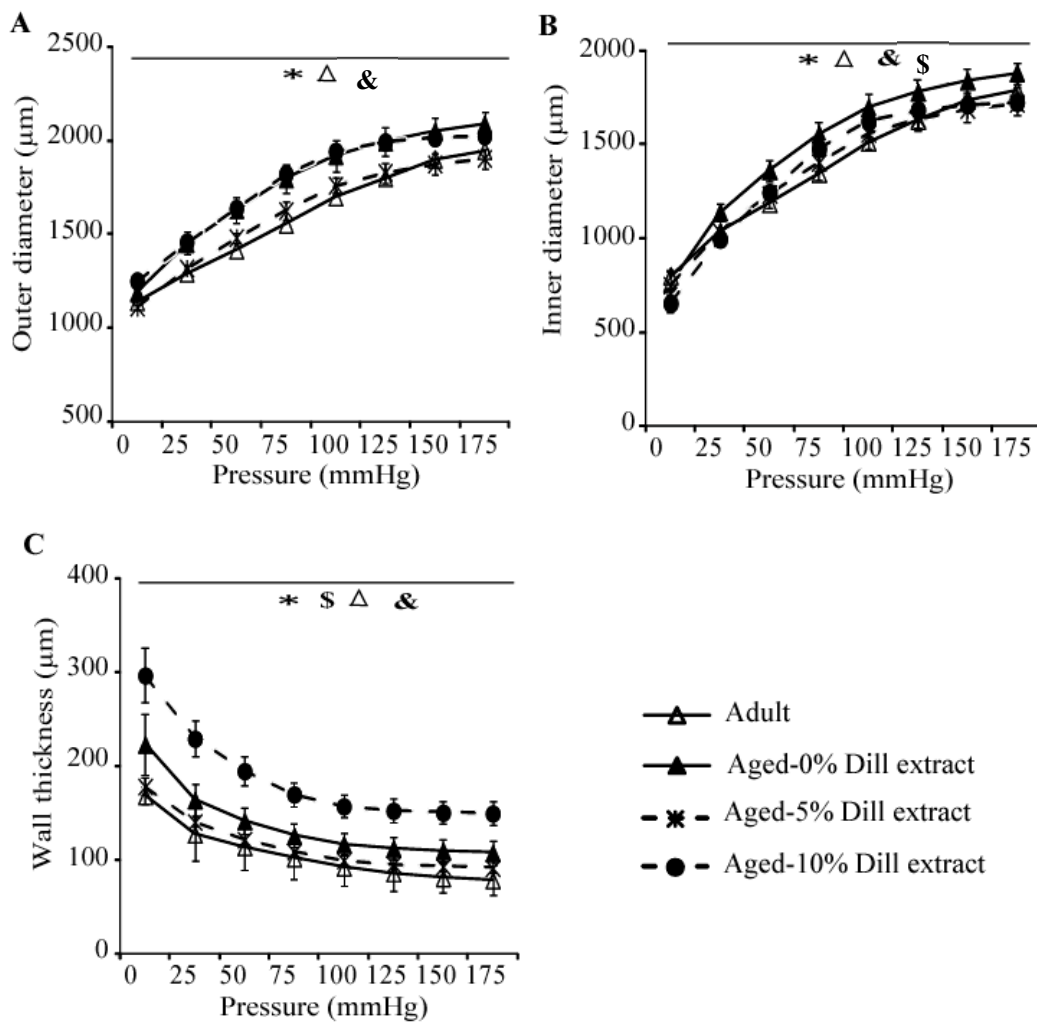 A
2500
2000
1500
1000
500
Outer diameter (µm)
* △ &
0 25 50 75 100 125 150 175
Pressure (mmHg)
B
2000
1500
1000
500
0
Inner diameter (µm)
* △ & $
0 25 50 75 100 125 150 175
Pressure (mmHg)
C
400
300
200
100
0
Wall thickness (µm)
* $ △ &
0 25 50 75 100 125 150 175
Pressure (mmHg)
Adult
Aged-0% Dill extract
Aged-5% Dill extract
Aged-10% Dill extract